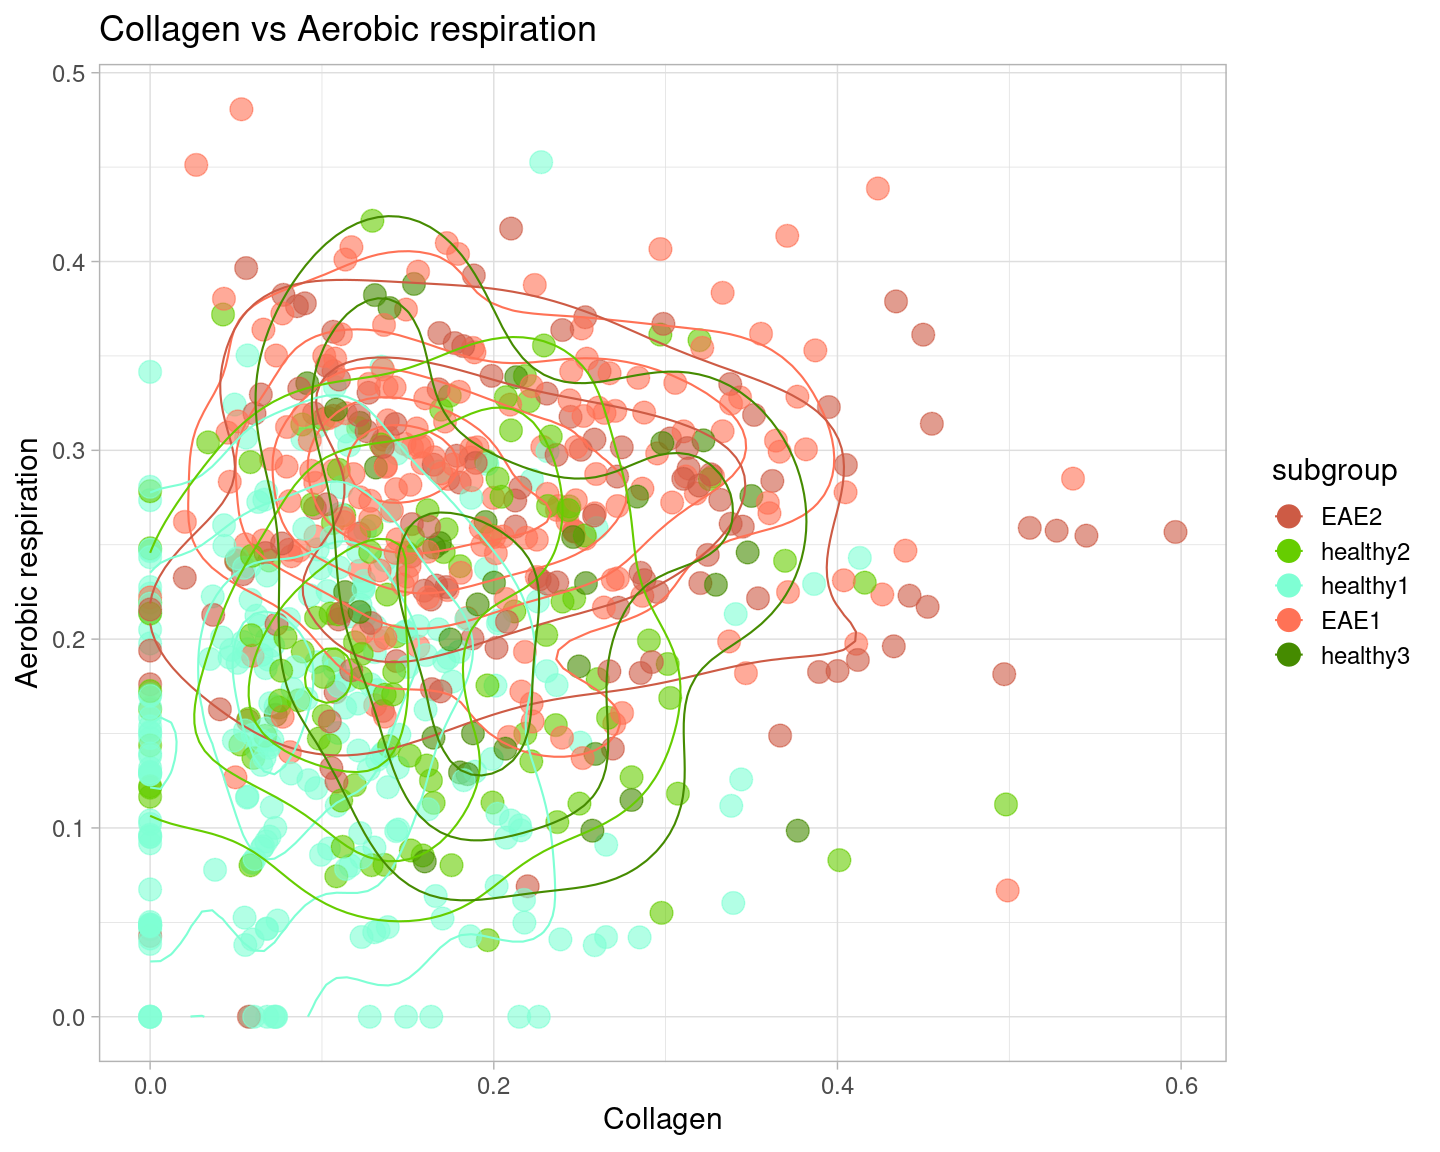 Collagen vs Aerobic respiration
0.5
0.4
0.3
0.2
0.1
0.0
Aerobic respiration
0.0 0.2 0.4 0.6
Collagen
subgroup
EAE2
healthy2
healthy1
EAE1
healthy3